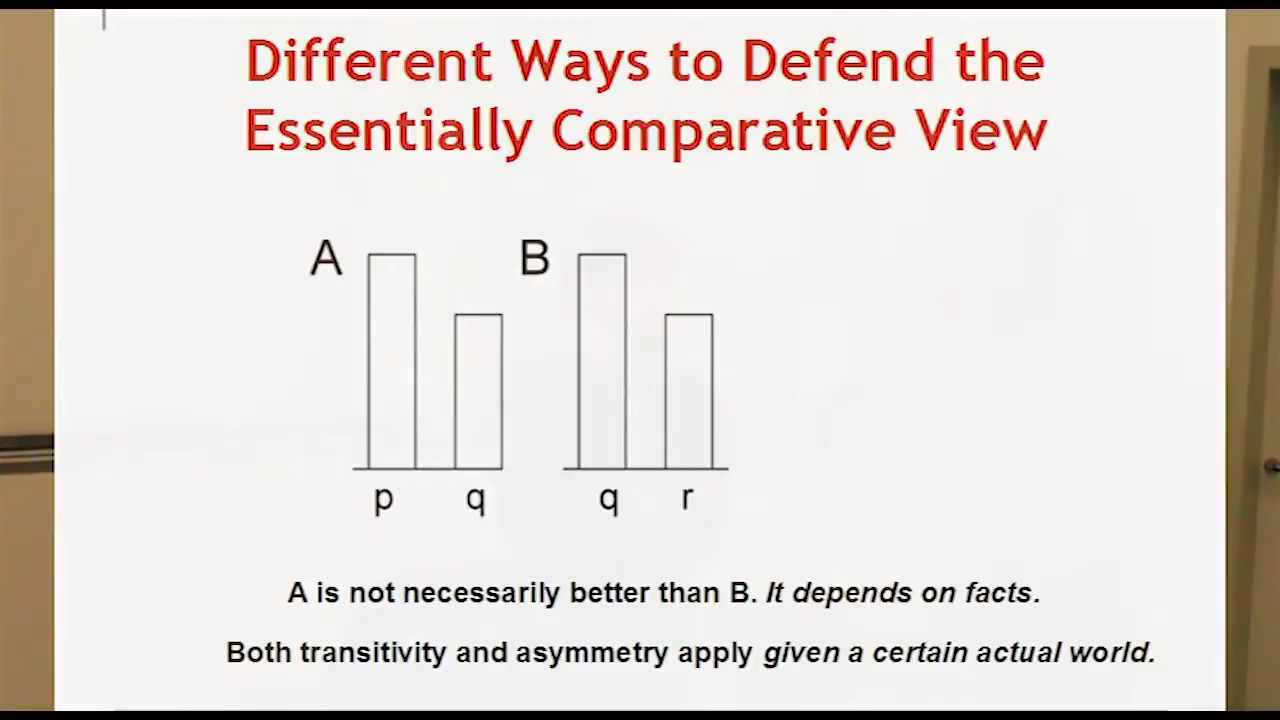 Different Ways to Defend the
Essentially Comparative View
A B
p q q r
A is not necessarily better than B. It depends on facts.
Both transitivity and asymmetry apply given a certain actual world.